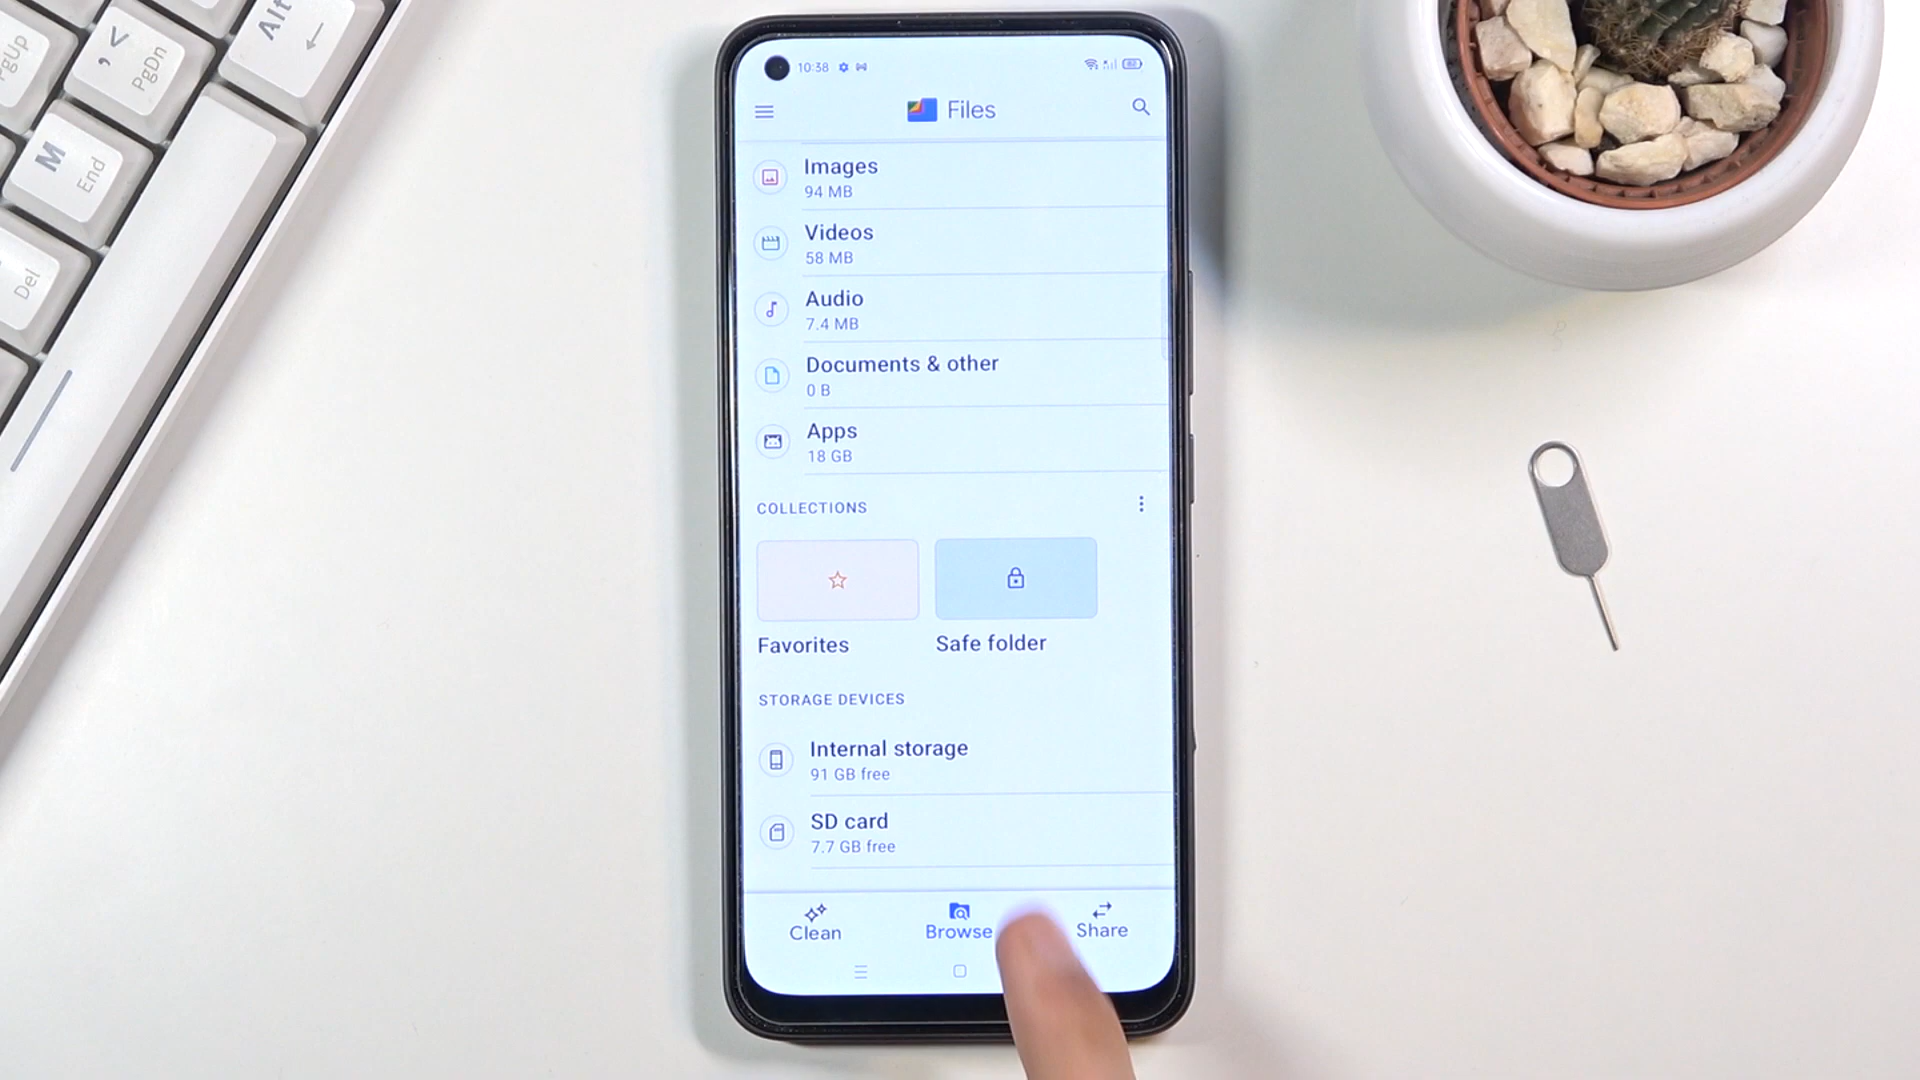 PgUp
, <
PgDn
Alt
M
End
Del
10:38
Files
Images
94 MB
Videos
58 MB
Audio
7.4 MB
Documents & other
0 B
Apps
18 GB
COLLECTIONS
Favorites
Safe folder
STORAGE DEVICES
Internal storage
91 GB free
SD card
7.7 GB free
Clean
Browse
Share